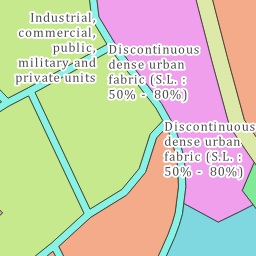 Industrial,
commercial,
public,
military and
private units
Discontinuous
dense urban
fabric (S.L. :
50% - 80%)
Discontinuous
dense urban
fabric (S.L. :
50% - 80%)